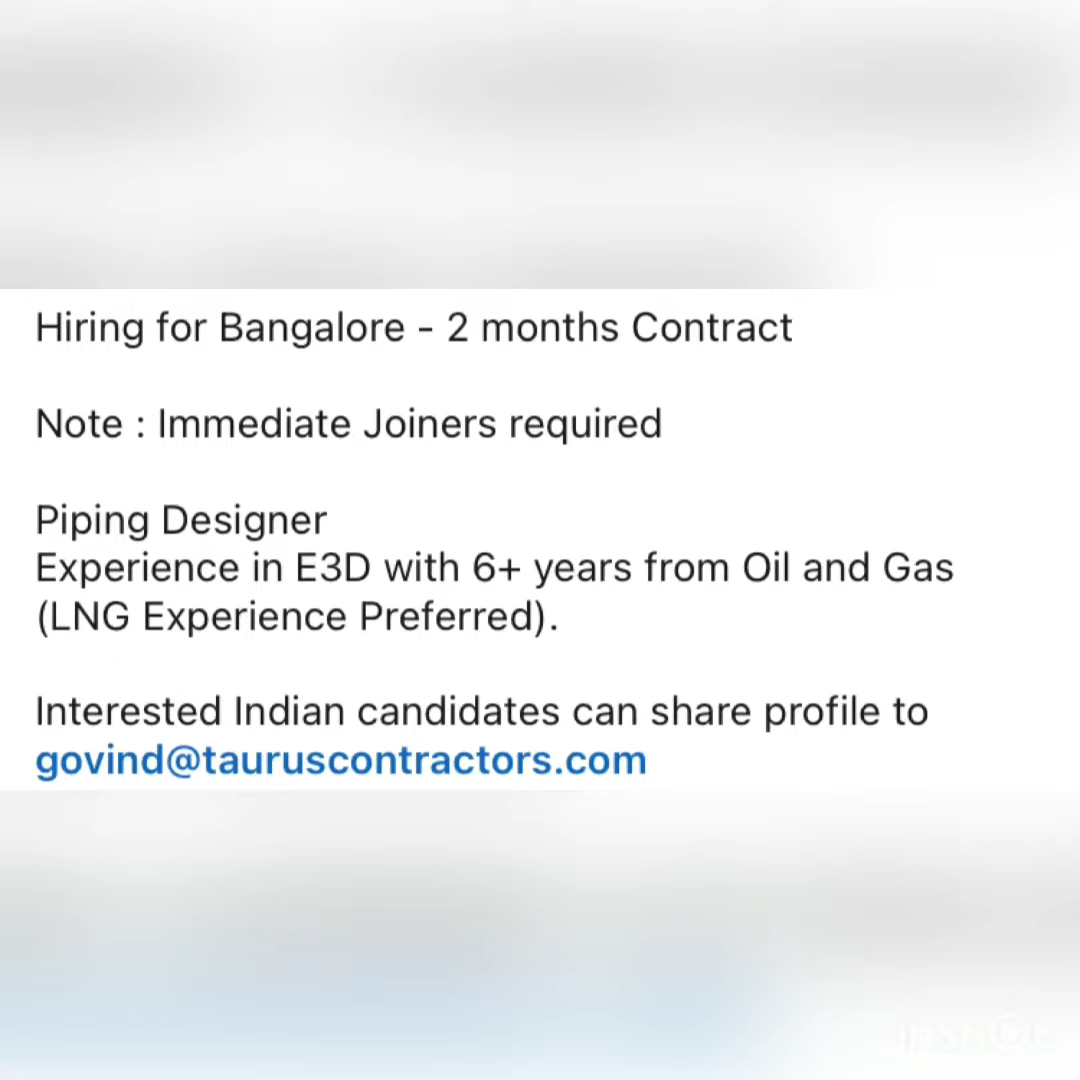 Hiring for Bangalore - 2 months Contract
Note : Immediate Joiners required
Piping Designer
Experience in E3D with 6+ years from Oil and Gas
(LNG Experience Preferred).
Interested Indian candidates can share profile to
govind@tauruscontractors.com